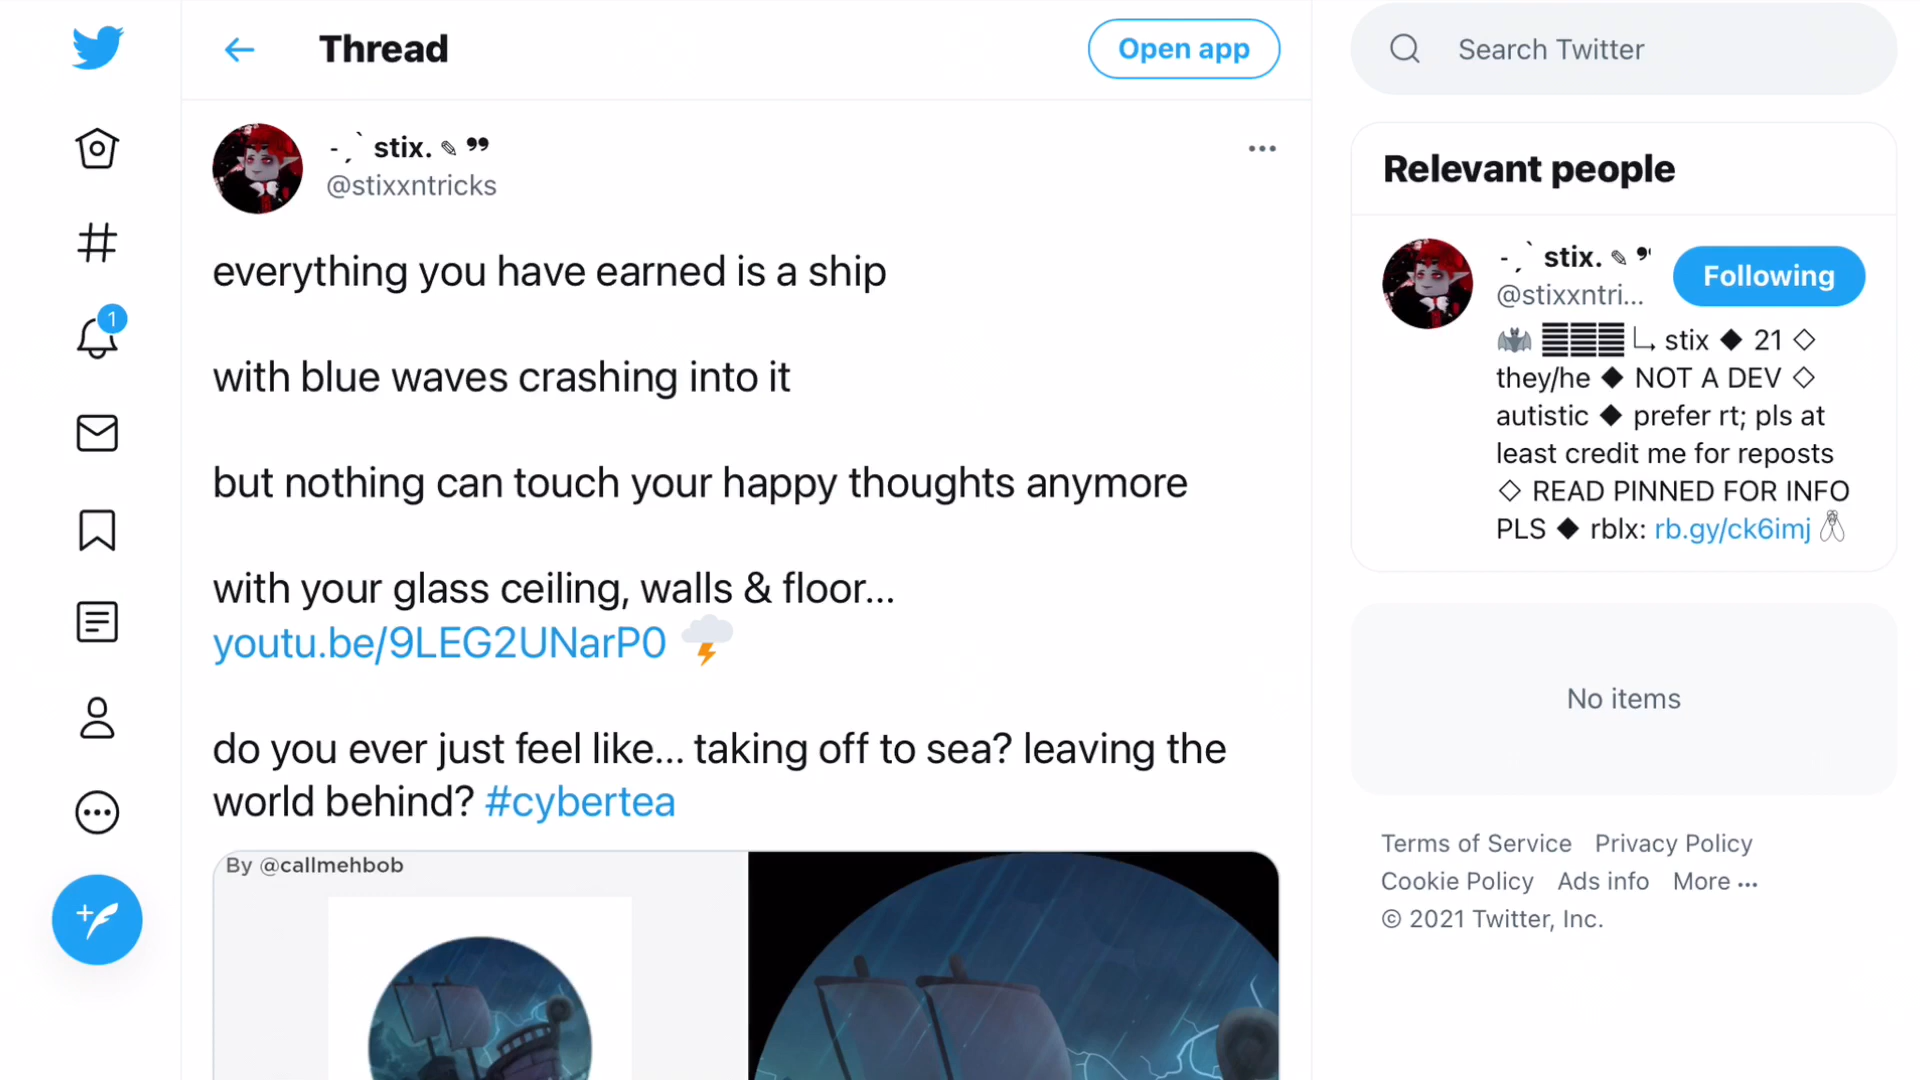 Thread
Open app
Search Twitter
- ˏˋ stix. ✎ ❞
@stixxntricks
everything you have earned is a ship
with blue waves crashing into it
but nothing can touch your happy thoughts anymore
with your glass ceiling, walls & floor...
youtu.be/9LEG2UNarP0 🌩
do you ever just feel like... taking off to sea? leaving the
world behind? #cybertea
By @callmehbob
1
Relevant people
- ˏˋ stix. ✎ ❞
@stixxntri...
Following
🦇 𝄜𝄜𝄜 ↳ stix ◆ 21 ◇
they/he ◆ NOT A DEV ◇
autistic ◆ prefer rt; pls at
least credit me for reposts
◇ READ PINNED FOR INFO
PLS ◆ rblx: rb.gy/ck6imj
No items
Terms of Service Privacy Policy
Cookie Policy Ads info More ···
© 2021 Twitter, Inc.